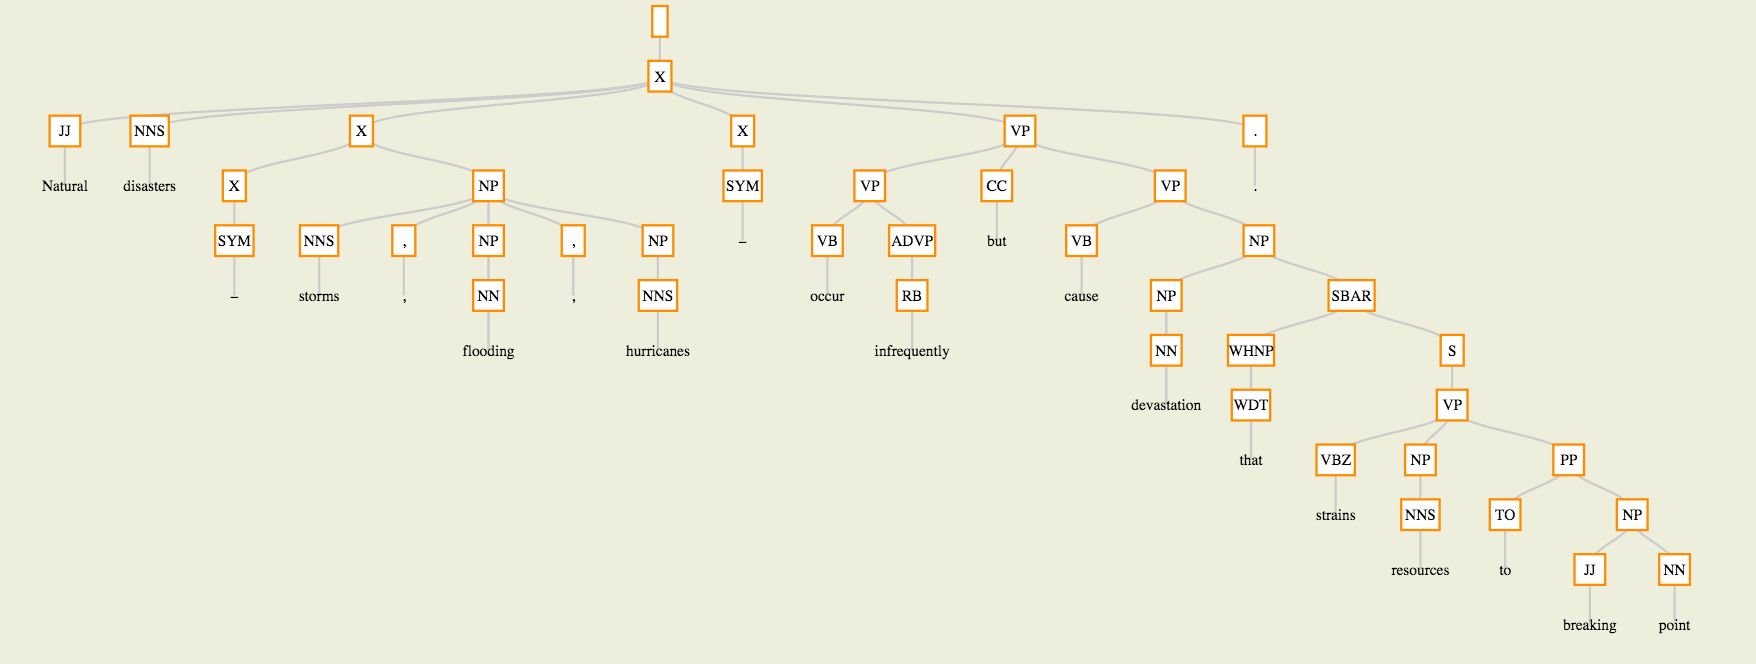 X
JJ NNS X X VP .
Natural disasters X NP SYM VP CC VP .
SYM NNS , NP , NP – VB ADVP but VB NP
– storms , NN , NNS occur RB cause NP SBAR
flooding hurricanes infrequently NN WHNP S
devastation WDT VP
that VBZ NP PP
strains NNS TO NP
resources to JJ NN
breaking point